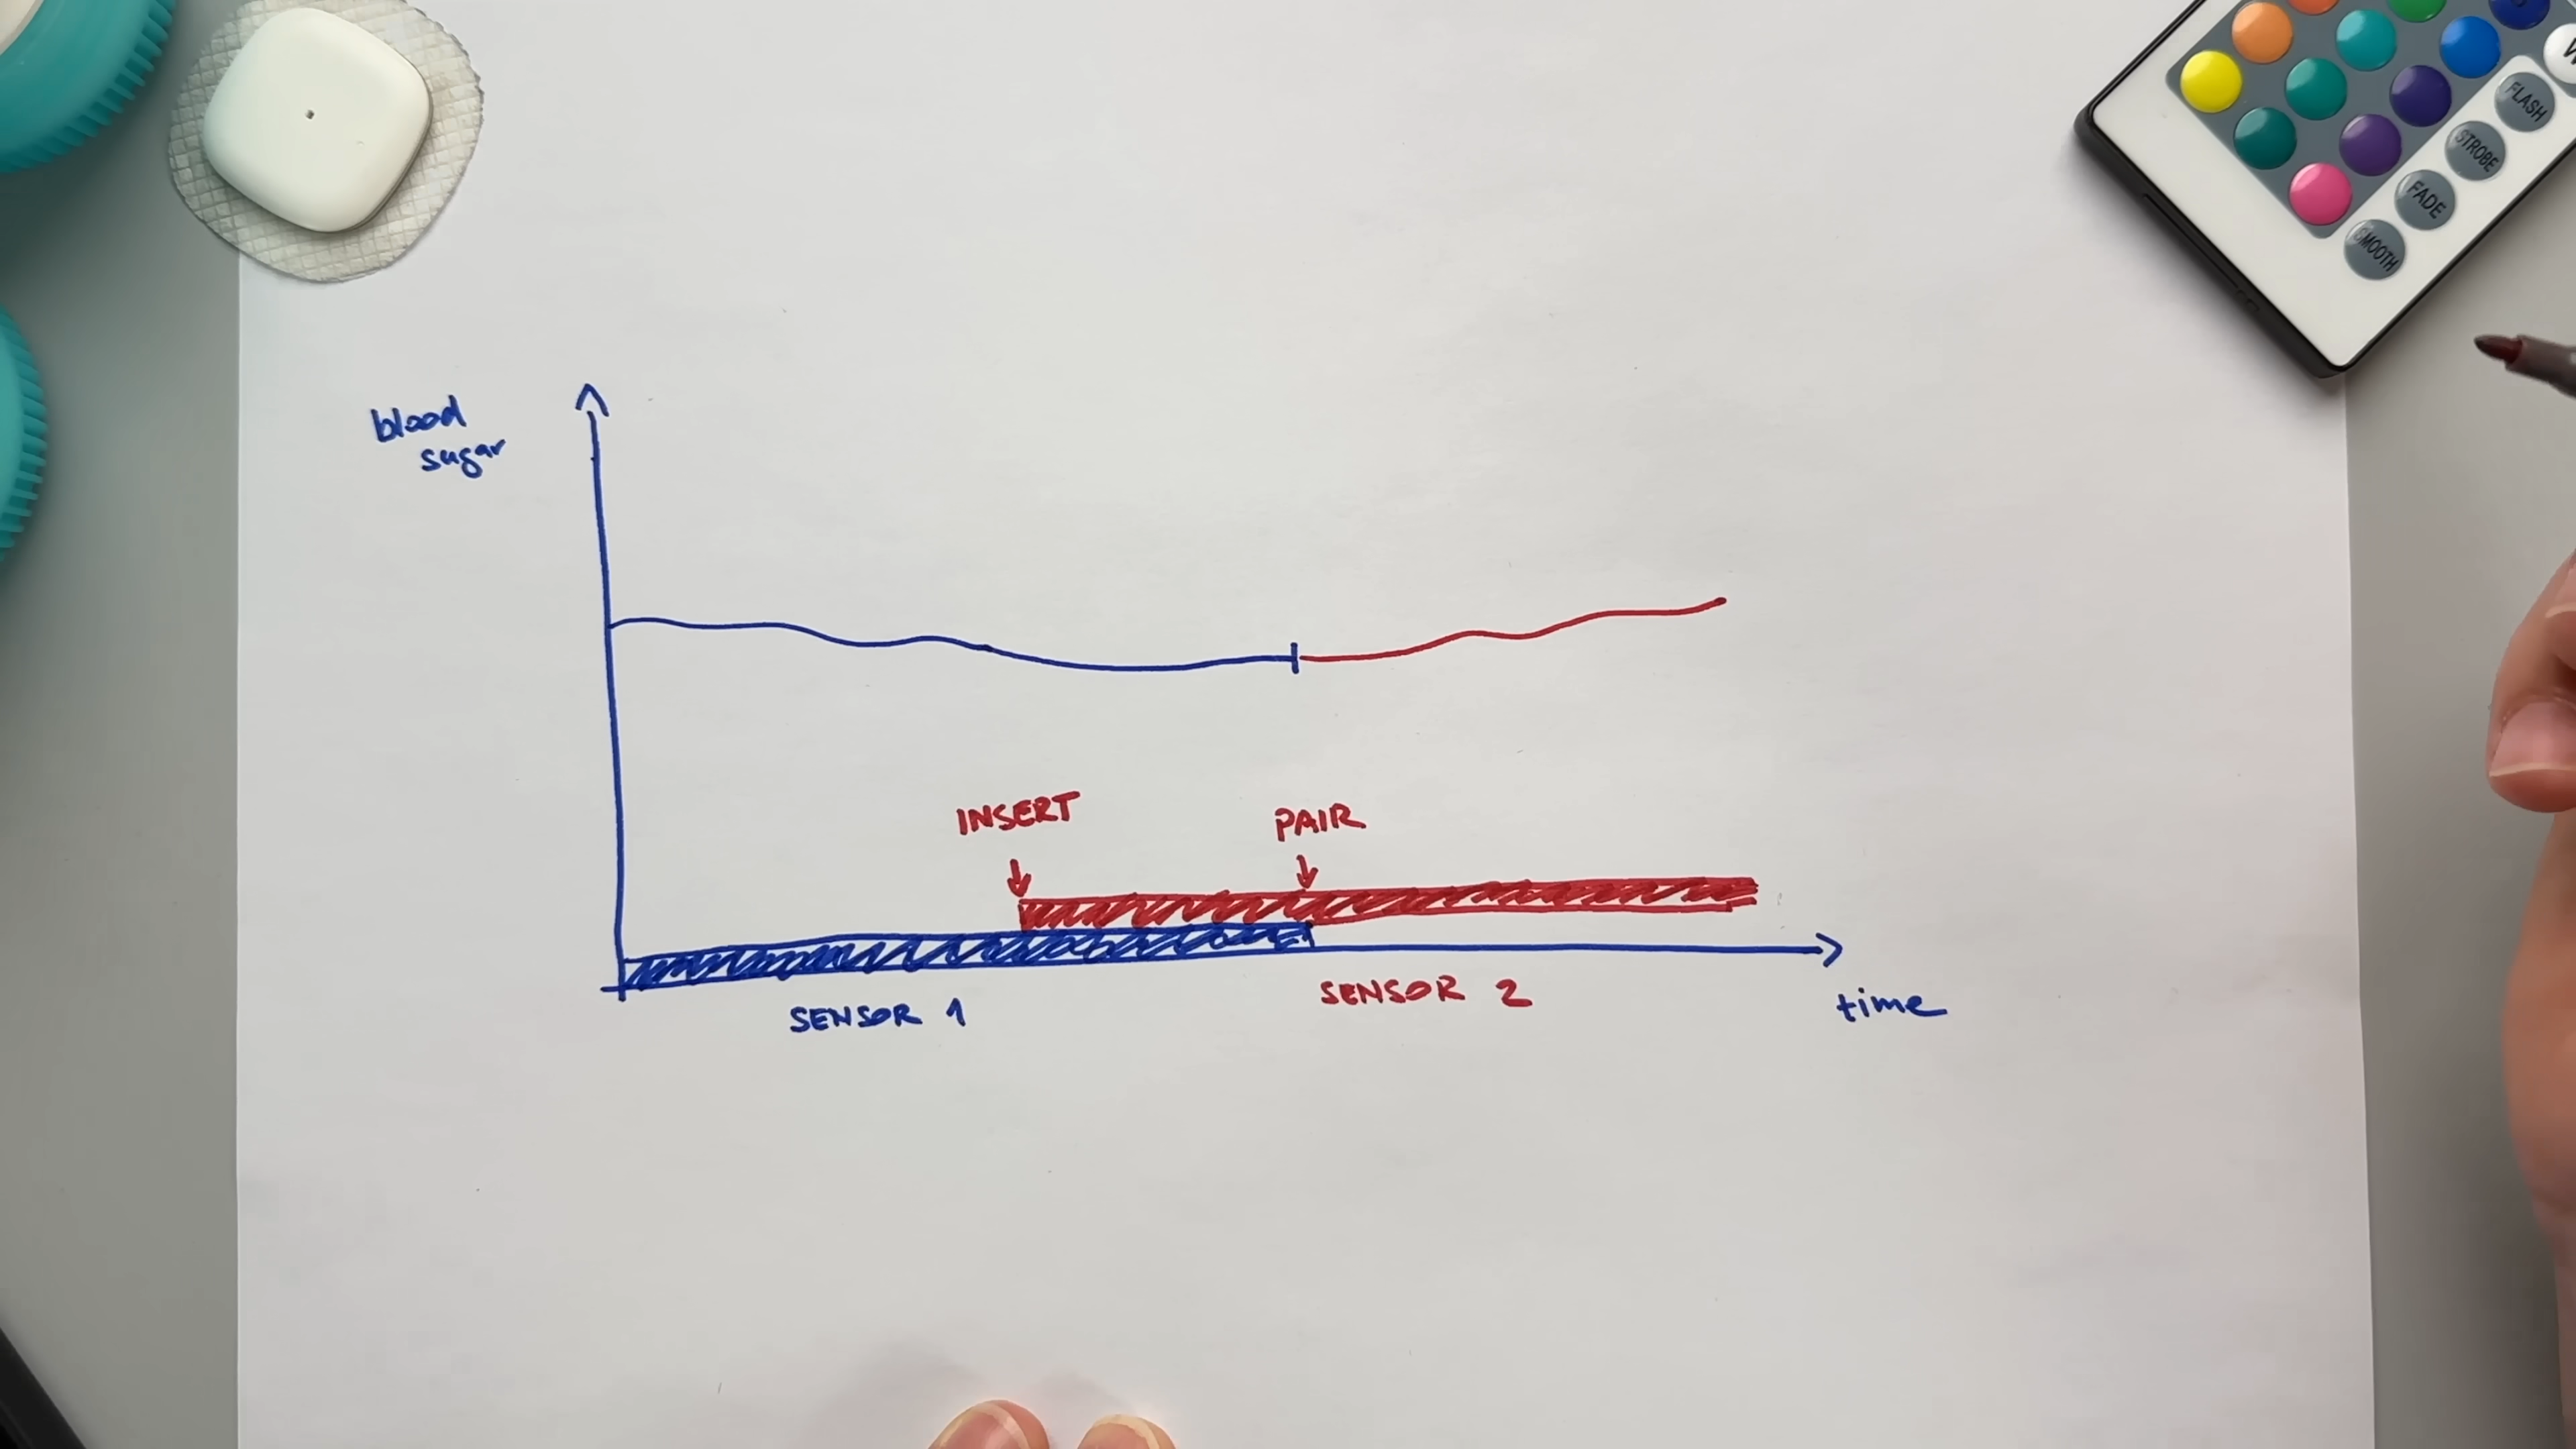 FLASH
STROBE
FADE
SMOOTH
blood
sugar
INSERT
PAIR
SENSOR 1
SENSOR 2
time